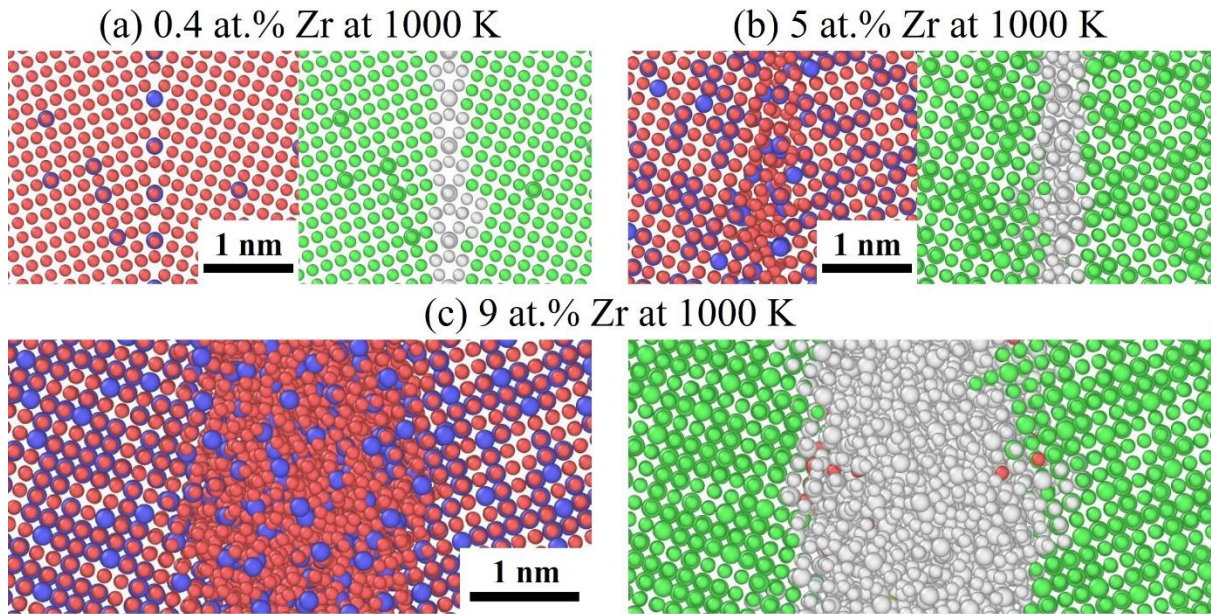 (a) 0.4 at.% Zr at 1000 K
(b) 5 at.% Zr at 1000 K
1 nm
1 nm
(c) 9 at.% Zr at 1000 K
1 nm